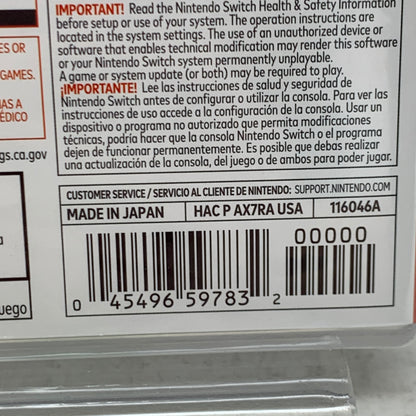 IMPORTANT! Read the Nintendo Switch Health & Safety Information
before setup or use of your system. The operation instructions are
located in the system settings. The use of an unauthorized device or
software that enables technical modification may render this software
or your Nintendo Switch system permanently unplayable.
A game or system update (or both) may be required to play.
¡IMPORTANTE! Lee las instrucciones de salud y seguridad de
Nintendo Switch antes de configurar o utilizar la consola. Para ver las
instrucciones de uso accede a la configuración de la consola. Usar un
dispositivo o programa no autorizado que permita modificaciones
técnicas, podría hacer que la consola Nintendo Switch o el programa
dejen de funcionar permanentemente. Es posible que debas realizar
una actualización de la consola, del juego o de ambos para poder jugar.
ES OR
GAMES.
AS A
ÉDICO
gs.ca.gov
CUSTOMER SERVICE / SERVICIO AL CLIENTE DE NINTENDO: SUPPORT.NINTENDO.COM
MADE IN JAPAN HAC P AX7RA USA 116046A
00000
0 45496 59783 2
uego